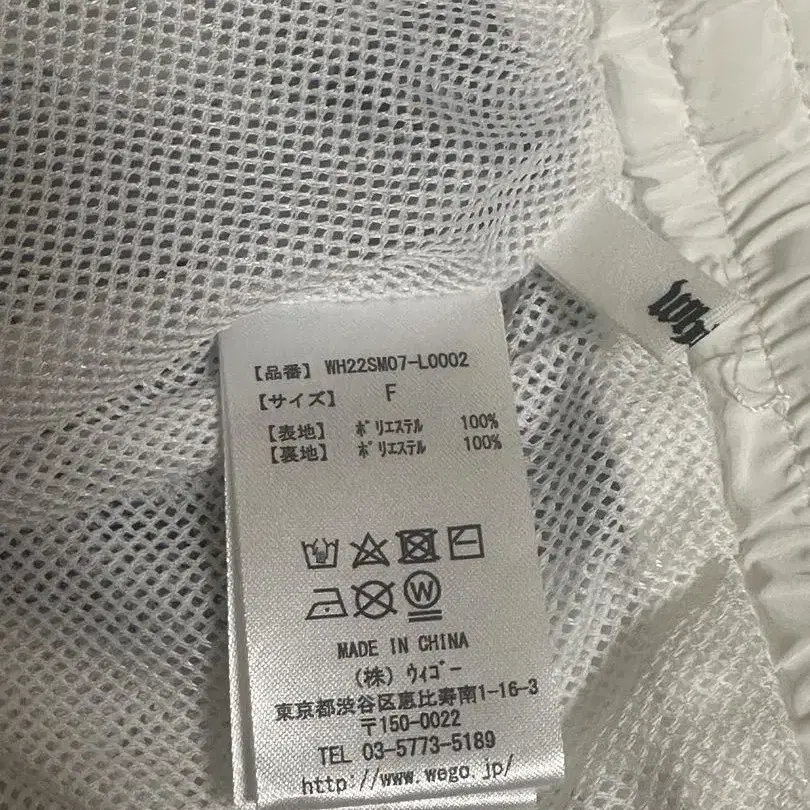 【品番】 WH22SM07-L0002
【サイズ】 F
【表地】 ﾎﾟﾘｴｽﾃﾙ 100%
【裏地】 ﾎﾟﾘｴｽﾃﾙ 100%
W
MADE IN CHINA
(株) ｳｨｺﾞｰ
東京都渋谷区恵比寿南1-16-3
〒150-0022
TEL 03-5773-5189
http://www.wego.jp/